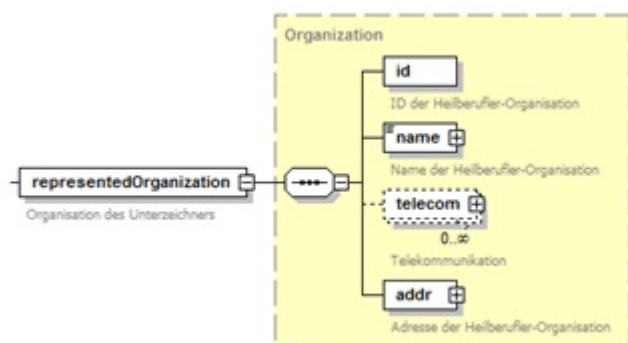 Organization
id
ID der Heilberufler-Organisation
name
Name der Heilberufler-Organisation
representedOrganization
Organisation des Unterzeichners
telecom
0..∞
Telekommunikation
addr
Adresse der Heilberufler-Organisation